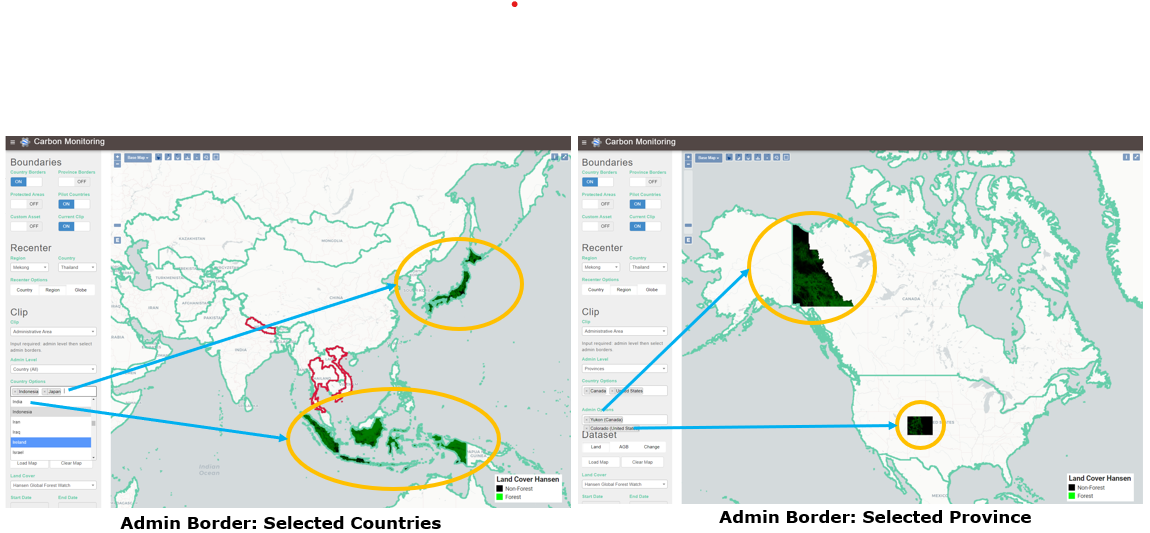 Carbon Monitoring
Boundaries
Country Borders Province Borders
ON OFF
Protected Areas Pilot Countries
OFF ON
Custom Asset Current Clip
OFF ON
Recenter
Region Country
Mekong Thailand
Recenter Options
Country Region Globe
Clip
Clip
Administrative Area
Input required: admin level then select
admin borders.
Admin Level
Country (All)
Country Options
× Indonesia × Japan
India
Indonesia
Iran
Iraq
Ireland
Israel
Load Map Clear Map
Land Cover
Hansen Global Forest Watch
Start Date End Date
Base Map
KAZAKHSTAN
MONGOLIA
UZBEKISTAN
TURKMENISTAN
AFGHANISTAN
IRAN
PAKISTAN
CHINA
INDIA
Indian
Ocean
Land Cover Hansen
Non-Forest
Forest
Admin Border: Selected Countries
Carbon Monitoring
Boundaries
Country Borders Province Borders
ON OFF
Protected Areas Pilot Countries
OFF ON
Custom Asset Current Clip
OFF ON
Recenter
Region Country
Mekong Thailand
Recenter Options
Country Region Globe
Clip
Clip
Administrative Area
Input required: admin level then select
admin borders.
Admin Level
Provinces
Country Options
× Canada × United States
Admin Options
× Yukon (Canada)
× Colorado (United States)
Dataset
Land AGB Change
Load Map Clear Map
Land Cover
Hansen Global Forest Watch
Start Date End Date
CANADA
MEXICO
Land Cover Hansen
Non-Forest
Forest
Admin Border: Selected Province